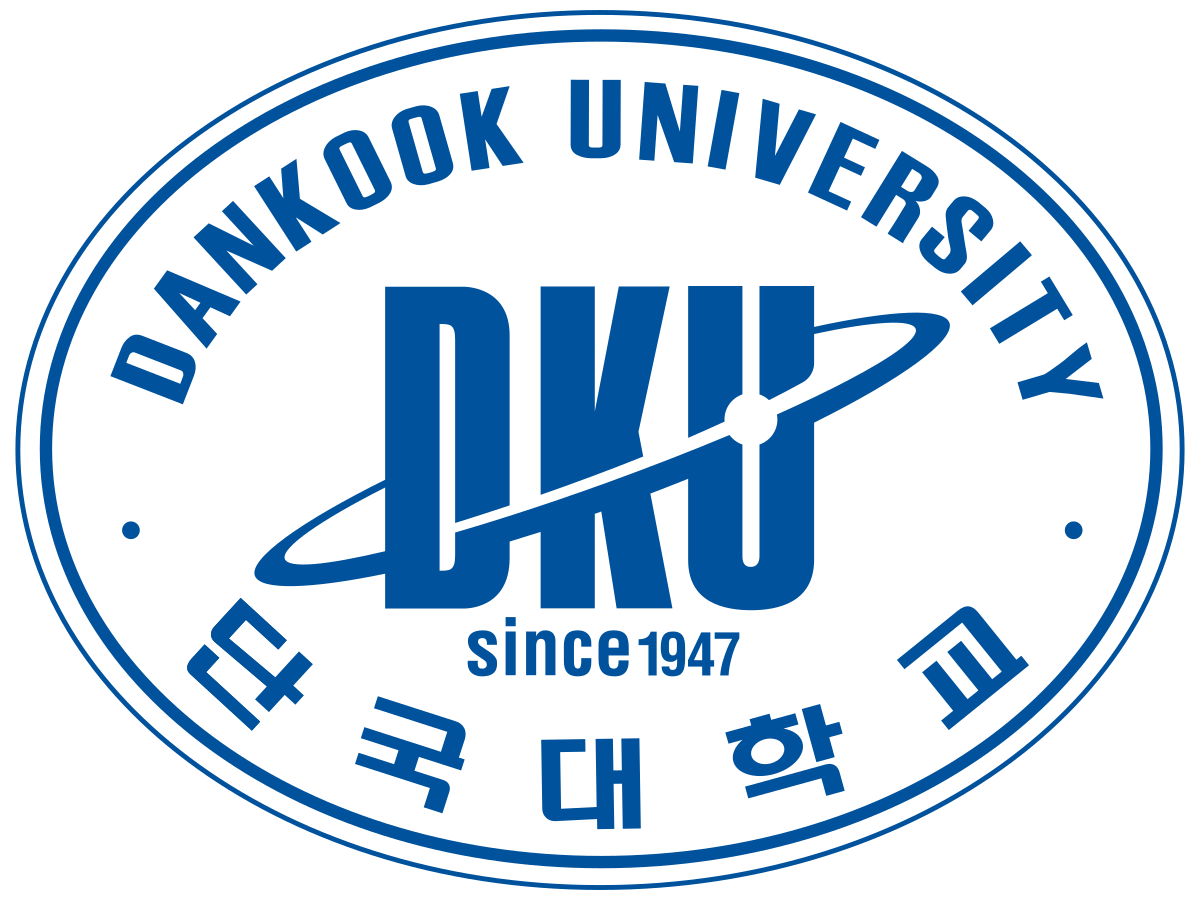 DANKOOK UNIVERSITY
DKU
since 1947
단국대학교